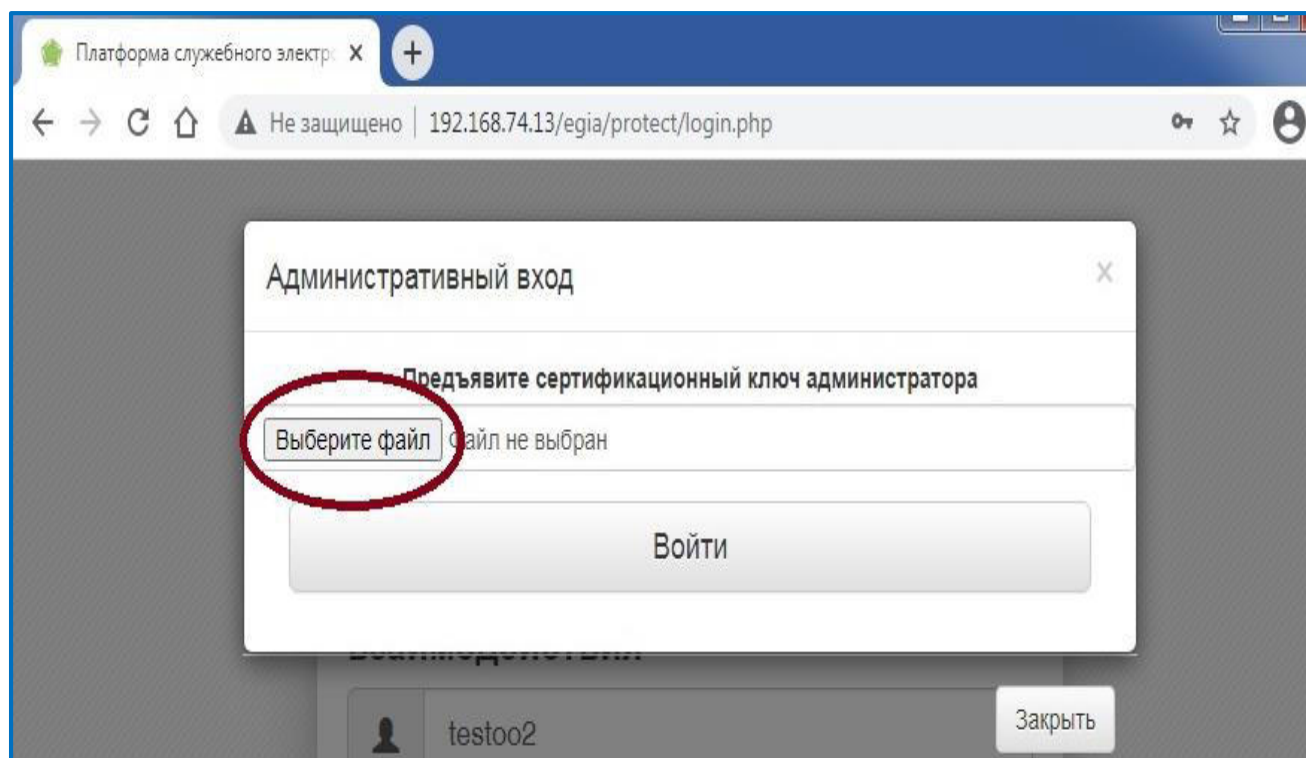 Платформа служебного электр
Не защищено | 192.168.74.13/egia/protect/login.php
Административный вход
Предъявите сертификационный ключ администратора
Выберите файл Файл не выбран
Войти
testoo2
Закрыть